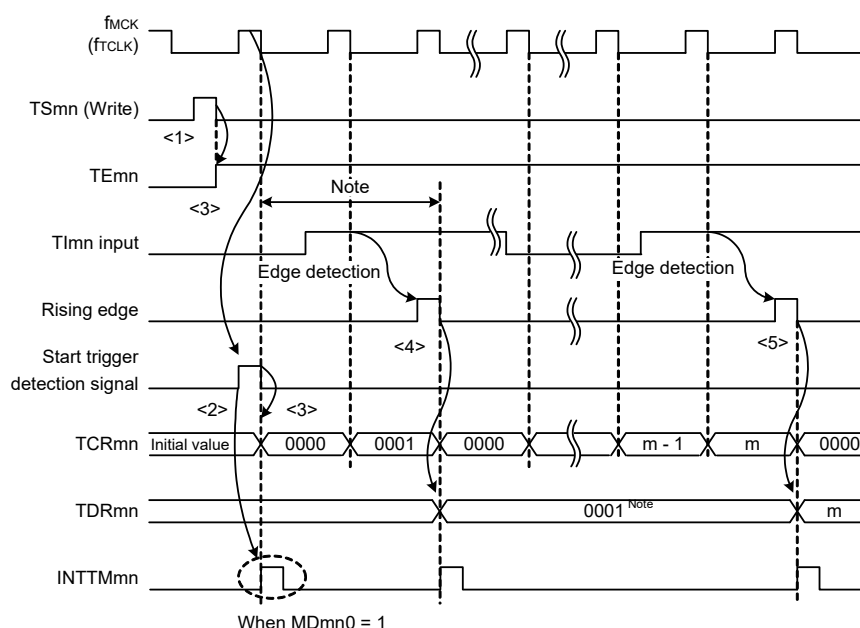 fMCK
(fTCLK)
TSmn (Write)
<1>
TEmn
<3>
Note
TImn input
Edge detection
Edge detection
Rising edge
<4>
<5>
Start trigger
detection signal
<2>
<3>
TCRmn
Initial value
0000
0001
0000
m - 1
m
0000
TDRmn
0001 Note
m
INTTMmn
When MDmn0 = 1